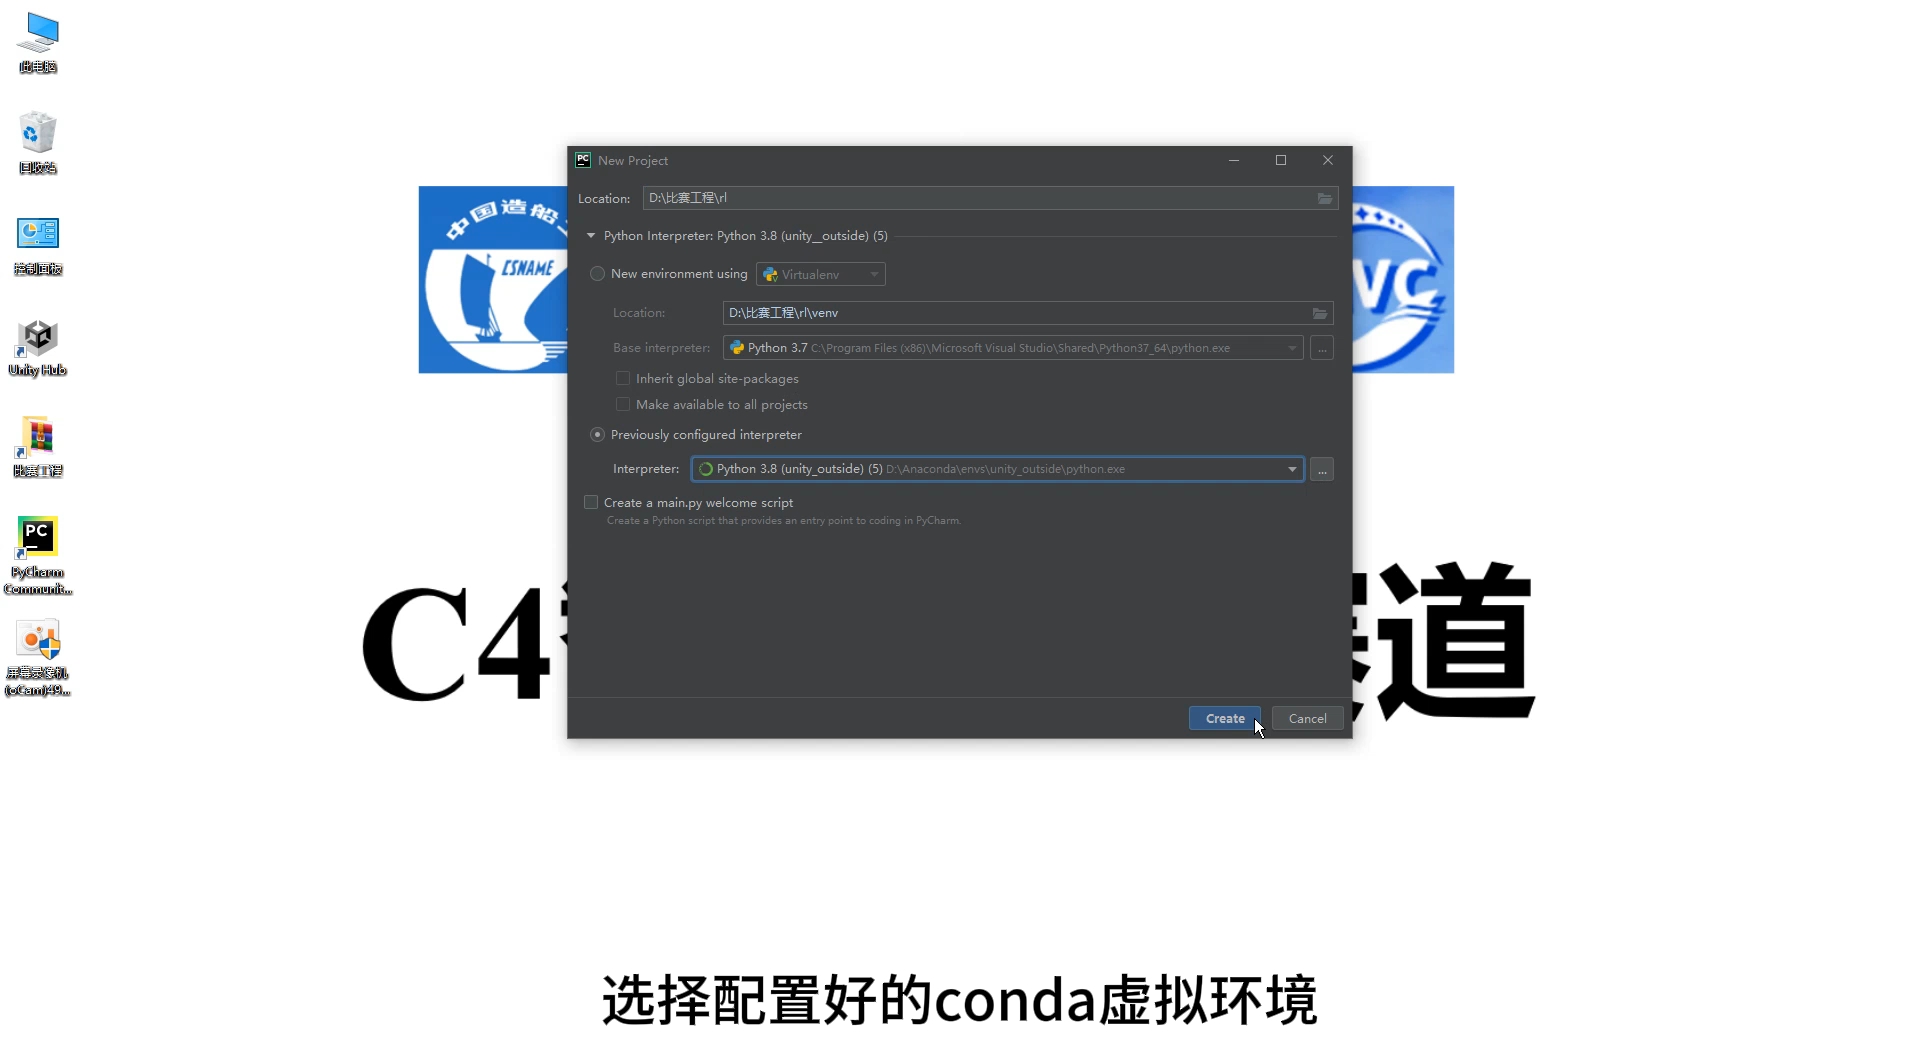 此电脑
回收站
控制面板
Unity Hub
比赛工程
PyCharm
Communit...
屏幕录像机
(oCam)49...
中国造船
CSNAME
New Project
Location: D:\比赛工程\rl
Python Interpreter: Python 3.8 (unity_outside) (5)
New environment using Virtualenv
Location: D:\比赛工程\rl\venv
Base interpreter: Python 3.7 C:\Program Files (x86)\Microsoft Visual Studio\Shared\Python37_64\python.exe ...
Inherit global site-packages
Make available to all projects
Previously configured interpreter
Interpreter: Python 3.8 (unity_outside) (5) D:\Anaconda\envs\unity_outside\python.exe ...
Create a main.py welcome script
Create a Python script that provides an entry point to coding in PyCharm.
Create Cancel
VC
C4
道
选择配置好的conda虚拟环境